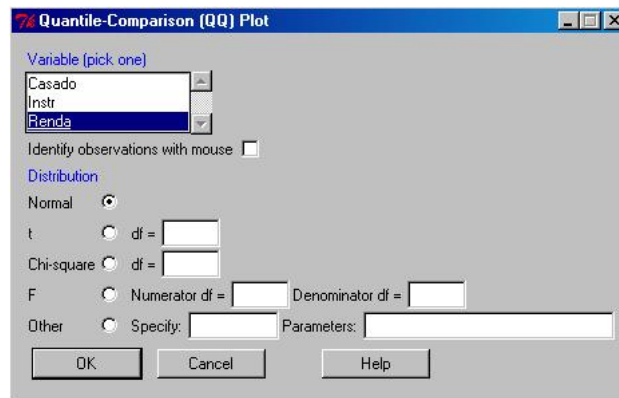 Quantile-Comparison (QQ) Plot
Variable (pick one)
Casado
Instr
Renda
Identify observations with mouse
Distribution
Normal
t df =
Chi-square df =
F Numerator df = Denominator df =
Other Specify: Parameters:
OK Cancel Help